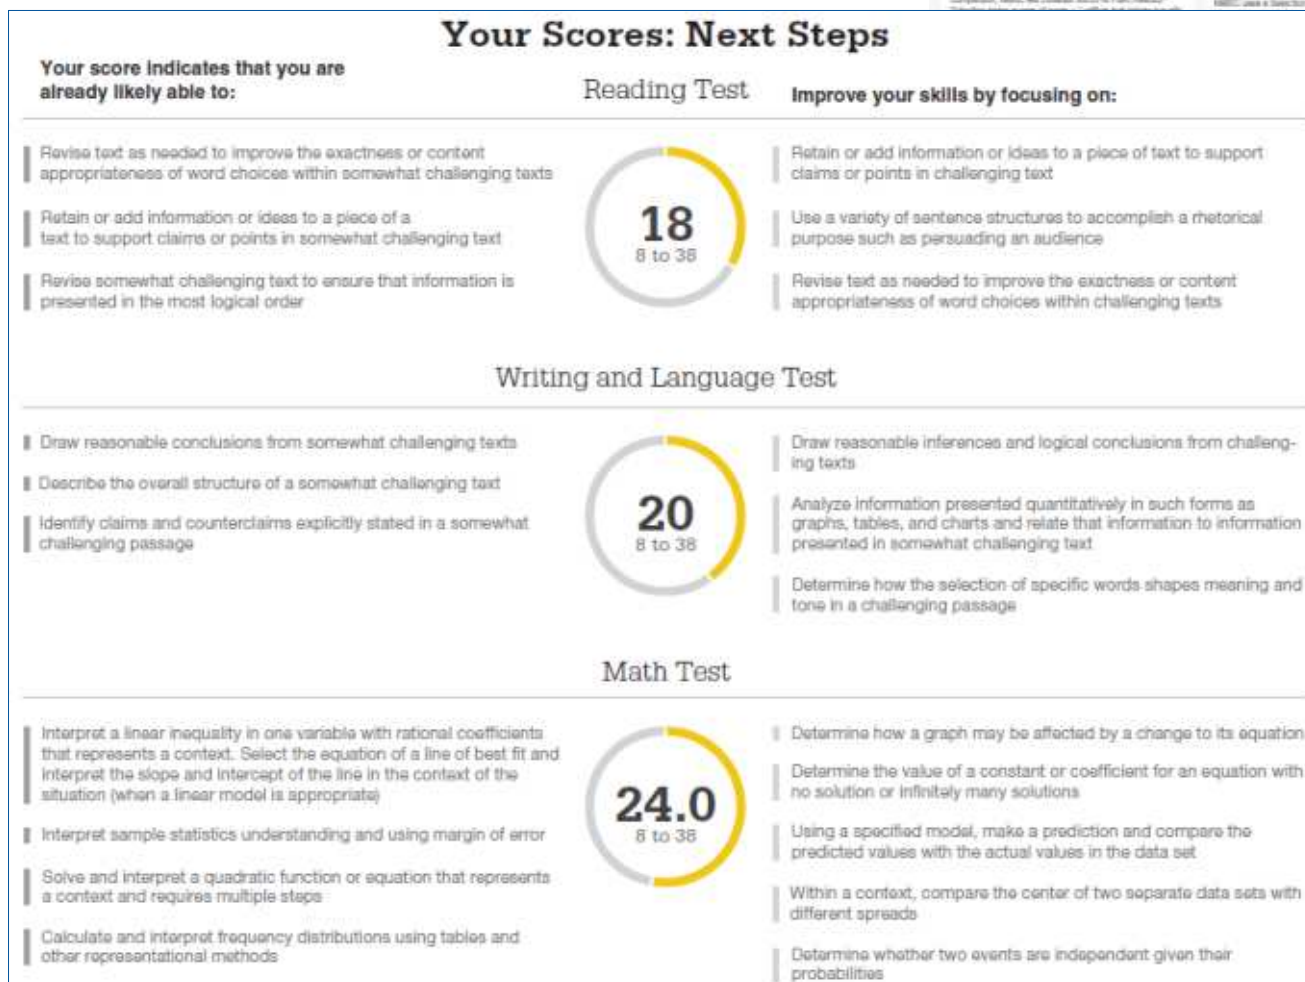 Your Scores: Next Steps
Your score indicates that you are
already likely able to:
Reading Test
Improve your skills by focusing on:
Revise text as needed to improve the exactness or content
appropriateness of word choices within somewhat challenging texts
Retain or add information or ideas to a piece of a
text to support claims or points in somewhat challenging text
Revise somewhat challenging text to ensure that information is
presented in the most logical order
18
8 to 38
Retain or add information or ideas to a piece of text to support
claims or points in challenging text
Use a variety of sentence structures to accomplish a rhetorical
purpose such as persuading an audience
Revise text as needed to improve the exactness or content
appropriateness of word choices within challenging texts
Writing and Language Test
Draw reasonable conclusions from somewhat challenging texts
Describe the overall structure of a somewhat challenging text
Identify claims and counterclaims explicitly stated in a somewhat
challenging passage
20
8 to 38
Draw reasonable inferences and logical conclusions from challeng-
ing texts
Analyze information presented quantitatively in such forms as
graphs, tables, and charts and relate that information to information
presented in somewhat challenging text
Determine how the selection of specific words shapes meaning and
tone in a challenging passage
Math Test
Interpret a linear inequality in one variable with rational coefficients
that represents a context. Select the equation of a line of best fit and
interpret the slope and intercept of the line in the context of the
situation (when a linear model is appropriate)
Interpret sample statistics understanding and using margin of error
Solve and interpret a quadratic function or equation that represents
a context and requires multiple steps
Calculate and interpret frequency distributions using tables and
other representational methods
24.0
8 to 38
Determine how a graph may be affected by a change to its equation
Determine the value of a constant or coefficient for an equation with
no solution or infinitely many solutions
Using a specified model, make a prediction and compare the
predicted values with the actual values in the data set
Within a context, compare the center of two separate data sets with
different spreads
Determine whether two events are independent given their
probabilities